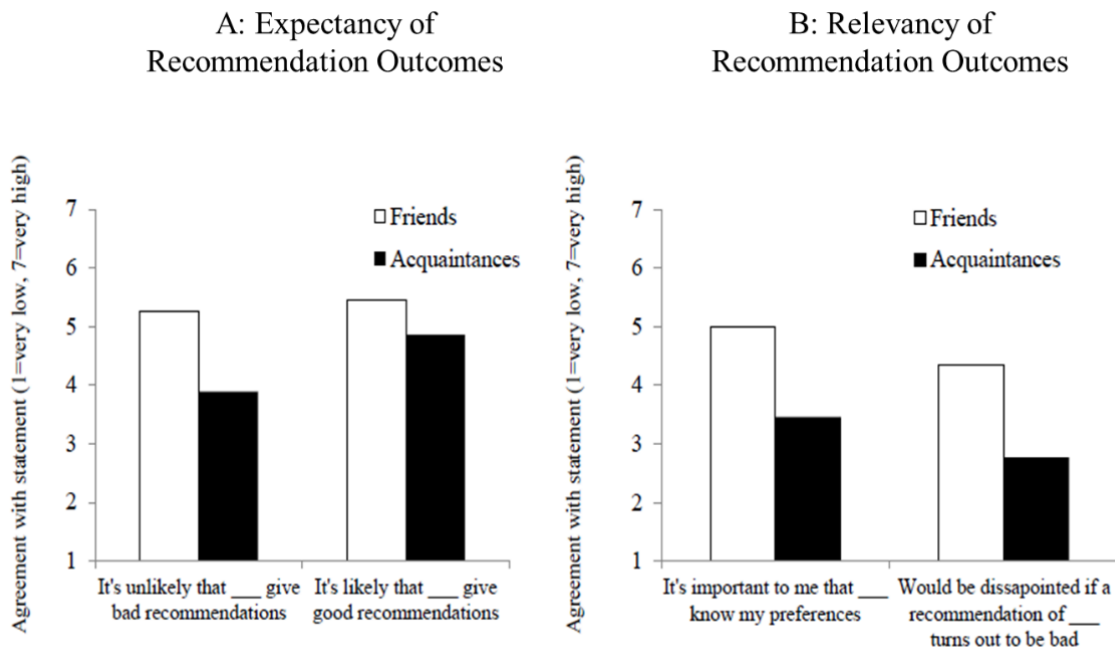 A: Expectancy of
Recommendation Outcomes
Agreement with statement (1=very low, 7=very high)
7
6
5
4
3
2
1
Friends
Acquaintances
It's unlikely that ___ give
bad recommendations
It's likely that ___ give
good recommendations
B: Relevancy of
Recommendation Outcomes
Agreement with statement (1=very low, 7=very high)
7
6
5
4
3
2
1
Friends
Acquaintances
It's important to me that ___
know my preferences
Would be dissapointed if a
recommendation of ___
turns out to be bad